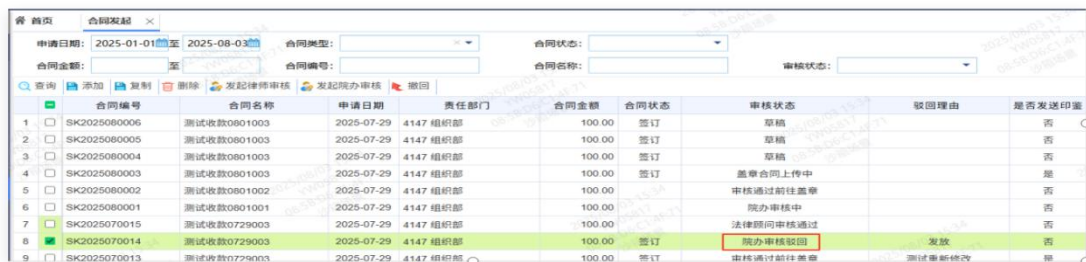 首页 合同发起 ×
申请日期： 2025-01-01 至 2025-08-03 合同类型： 合同状态：
合同金额： 至 合同编号： 合同名称： 审核状态：
查询 添加 复制 删除 发起律师审核 发起院办审核 撤回
合同编号 合同名称 申请日期 责任部门 合同金额 合同状态 审核状态 驳回理由 是否发送印鉴
1 SK2025080006 测试收款0801003 2025-07-29 4147 组织部 100.00 签订 草稿 否
2 SK2025080005 测试收款0801003 2025-07-29 4147 组织部 100.00 签订 草稿 否
3 SK2025080004 测试收款0801003 2025-07-29 4147 组织部 100.00 签订 草稿 否
4 SK2025080003 测试收款0801003 2025-07-29 4147 组织部 100.00 签订 盖章合同上传中 是
5 SK2025080002 测试收款0801002 2025-07-29 4147 组织部 100.00 审核通过前往盖章 否
6 SK2025080001 测试收款0801001 2025-07-29 4147 组织部 100.00 院办审核中 否
7 SK2025070015 测试收款0729003 2025-07-29 4147 组织部 100.00 法律顾问审核通过 否
8 SK2025070014 测试收款0729003 2025-07-29 4147 组织部 100.00 签订 院办审核驳回 发放 否
9 SK2025070013 测试收款0729003 2025-07-29 4147 组织部 100.00 签订 审核通过前往盖章 测试重新修改 是